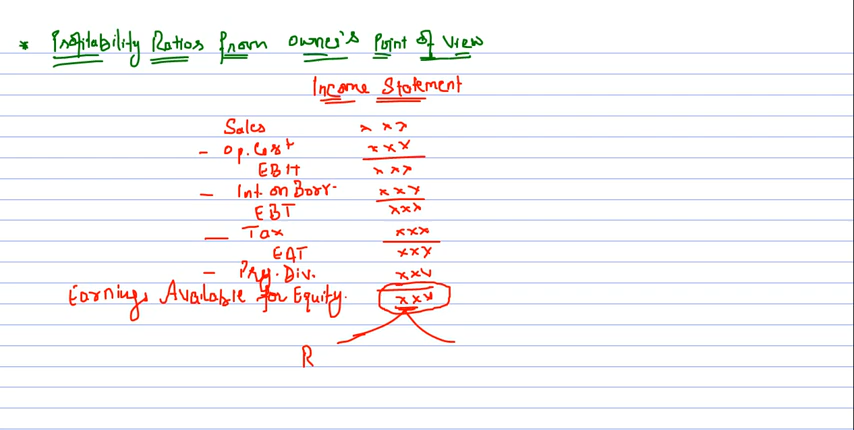 * Profitability Ratios from Owner's Point of View
Income Statement
Sales xxx
- Op. Cost xxx
EBIT xxx
- Int. on Borr. xxx
EBT xxx
- Tax xxx
EAT xxx
- Pref. Div. xxx
Earnings Available for Equity. xxx
R